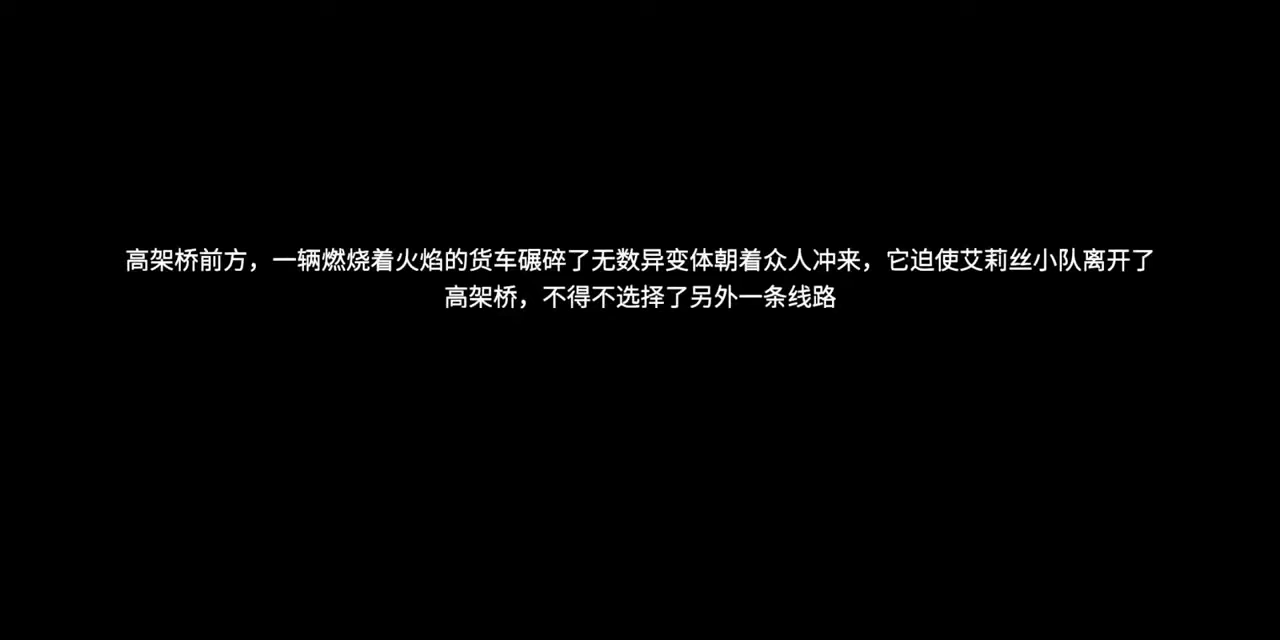 高架桥前方，一辆燃烧着火焰的货车碾碎了无数异变体朝着众人冲来，它迫使艾莉丝小队离开了
高架桥，不得不选择了另外一条线路